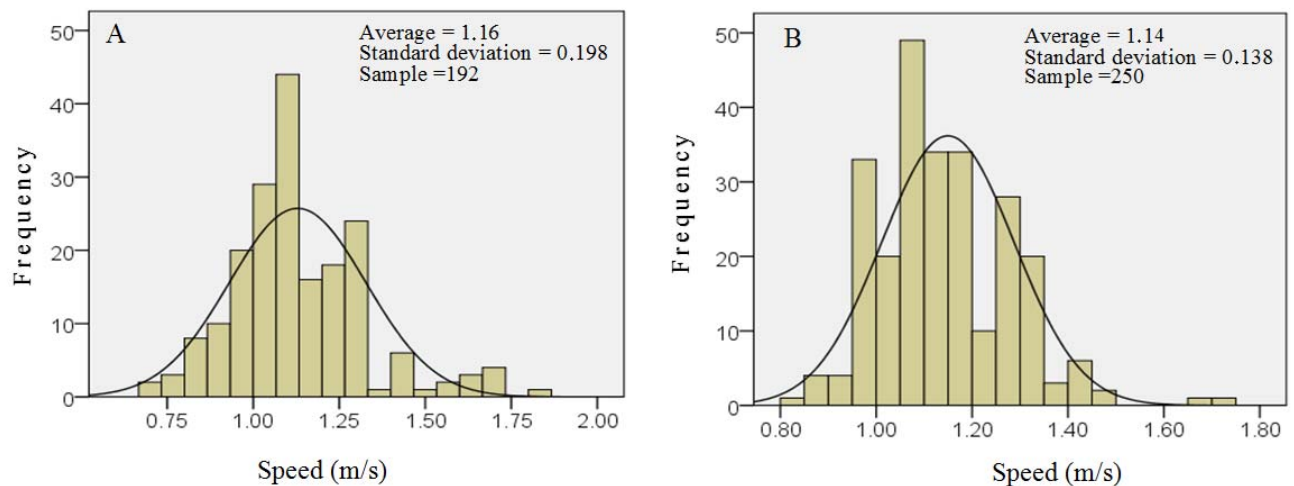 A
Average = 1.16
Standard deviation = 0.198
Sample =192
50
40
30
20
10
0
Frequency
0.75 1.00 1.25 1.50 1.75 2.00
Speed (m/s)
B
Average = 1.14
Standard deviation = 0.138
Sample =250
50
40
30
20
10
0
Frequency
0.80 1.00 1.20 1.40 1.60 1.80
Speed (m/s)